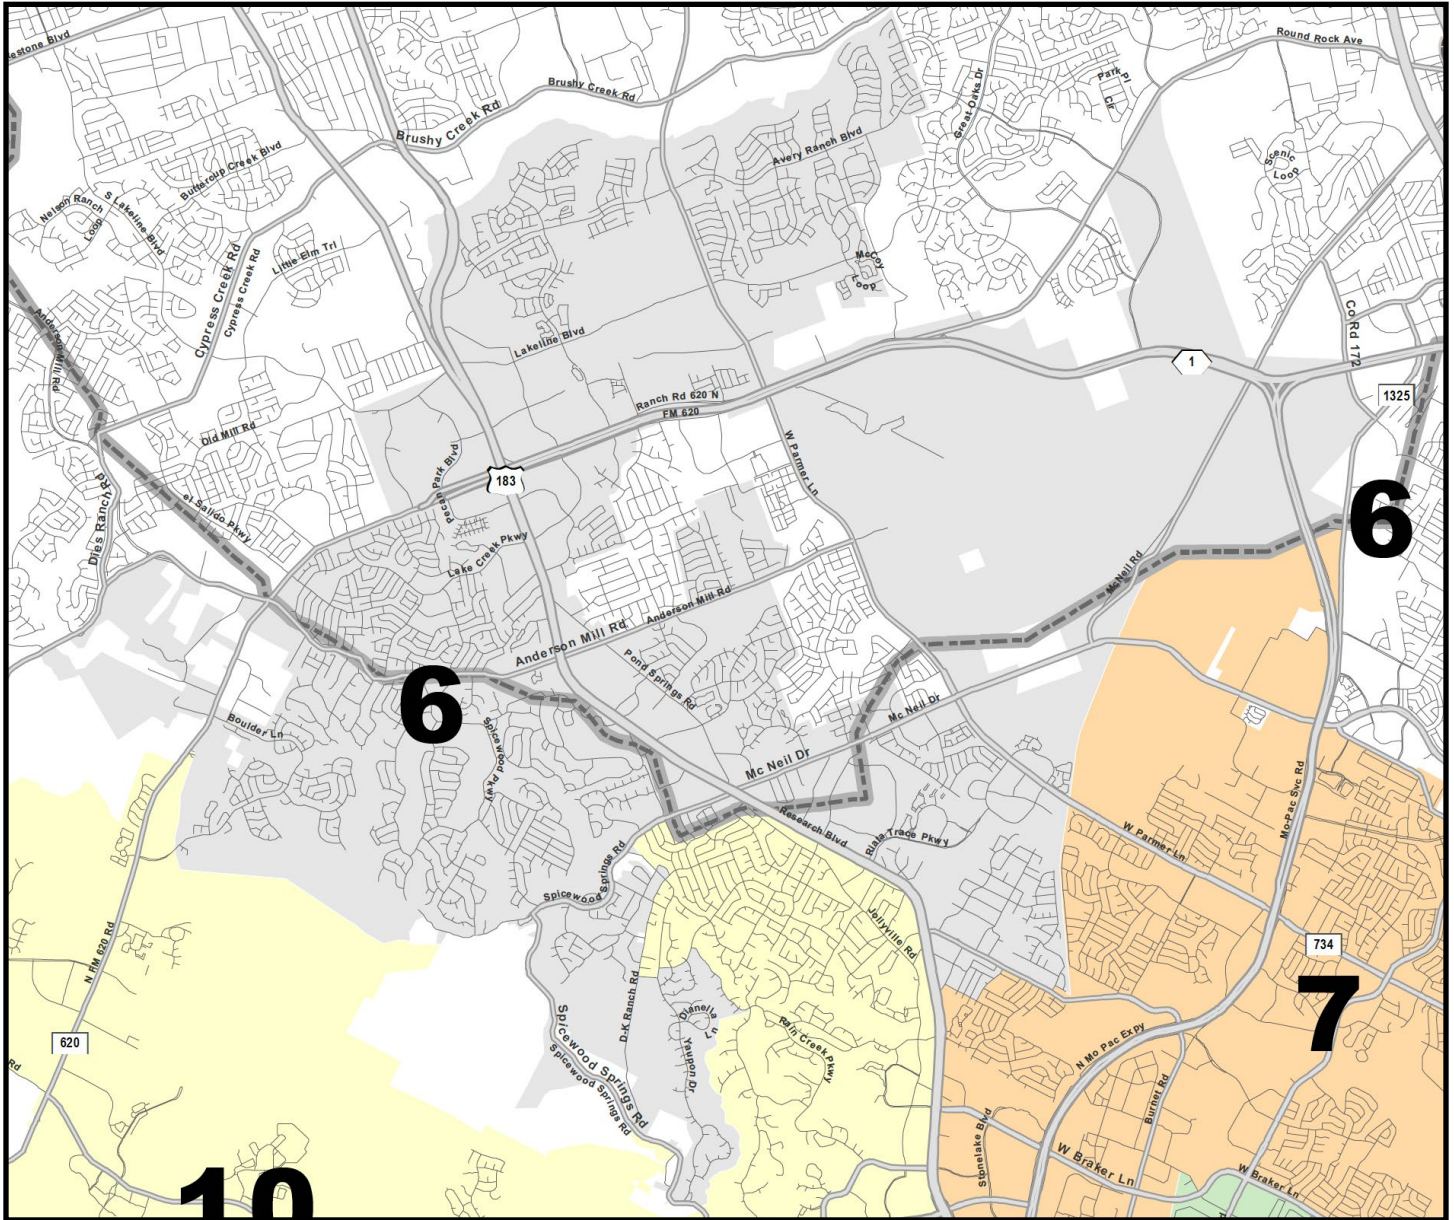 estone Blvd
Round Rock Ave
Park Pl
Cir
Brushy Creek Rd
Great Oaks Dr
Brushy Creek Rd
Avery Ranch Blvd
Buttercup Creek Blvd
Scenic
Loop
Nelson Ranch
Loop
S Lakeline Blvd
Little Elm Trl
Cypress Creek Rd
Cypress Creek Rd
McCoy
Loop
Anderson Mill Rd
Lakeline Blvd
Co Rd 172
1
1325
Ranch Rd 620 N
FM 620
Old Mill Rd
W Parmer Ln
Pecan Park Blvd
183
el Salido Pkwy
Dies Ranch Rd
6
Lake Creek Pkwy
McNeil Rd
Anderson Mill Rd
Anderson Mill Rd
Pond Springs Rd
6
Mc Neil Dr
Boulder Ln
Spicewood Pkwy
Mc Neil Dr
Mo-Pac Svc Rd
Research Blvd
Riata Trace Pkwy
W Parmer Ln
Spicewood Springs Rd
Jollyville Rd
N FM 620 Rd
734
7
D-K Ranch Rd
Dianella
Ln
Rain Creek Pkwy
620
Rd
Spicewood Springs Rd
Spicewood Springs Rd
Yaupon Dr
N Mo Pac Expy
Burnet Rd
Stonelake Blvd
W Braker Ln
W Braker Ln
10